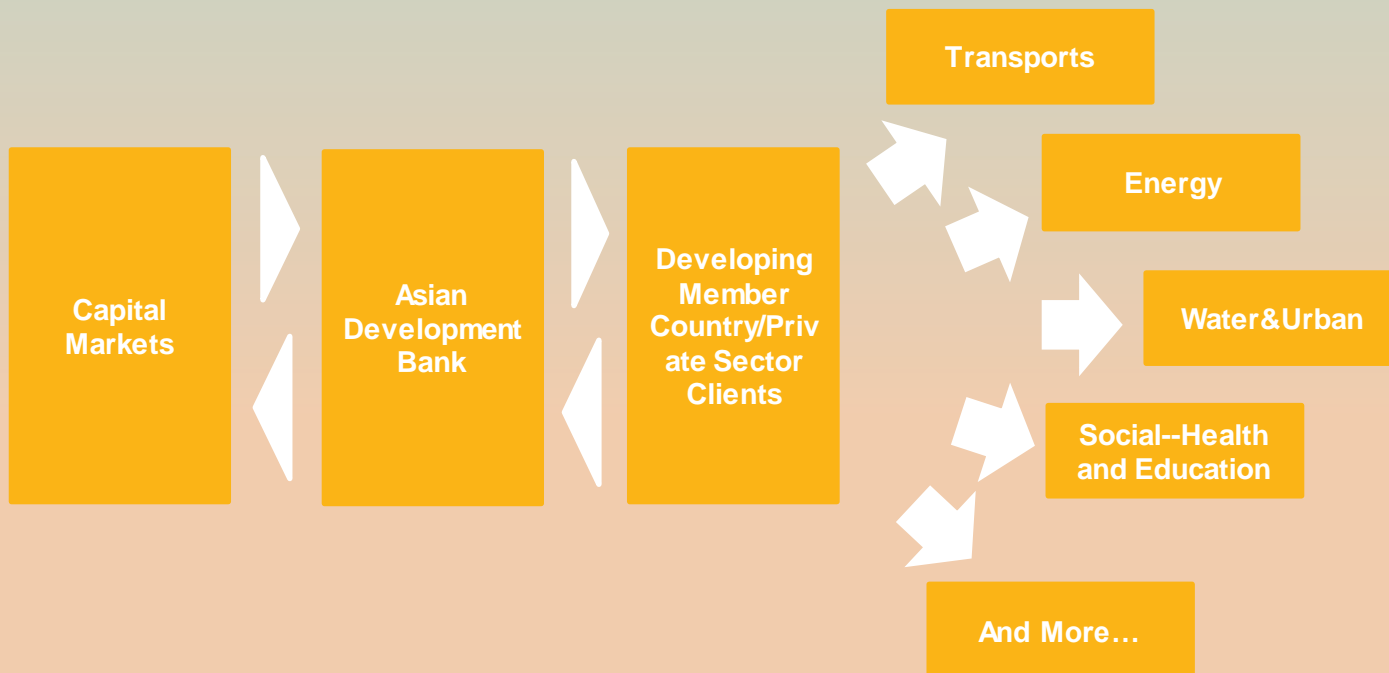 Transports
Energy
Capital
Markets
Asian
Development
Bank
Developing
Member
Country/Priv
ate Sector
Clients
Water&Urban
Social--Health
and Education
And More…